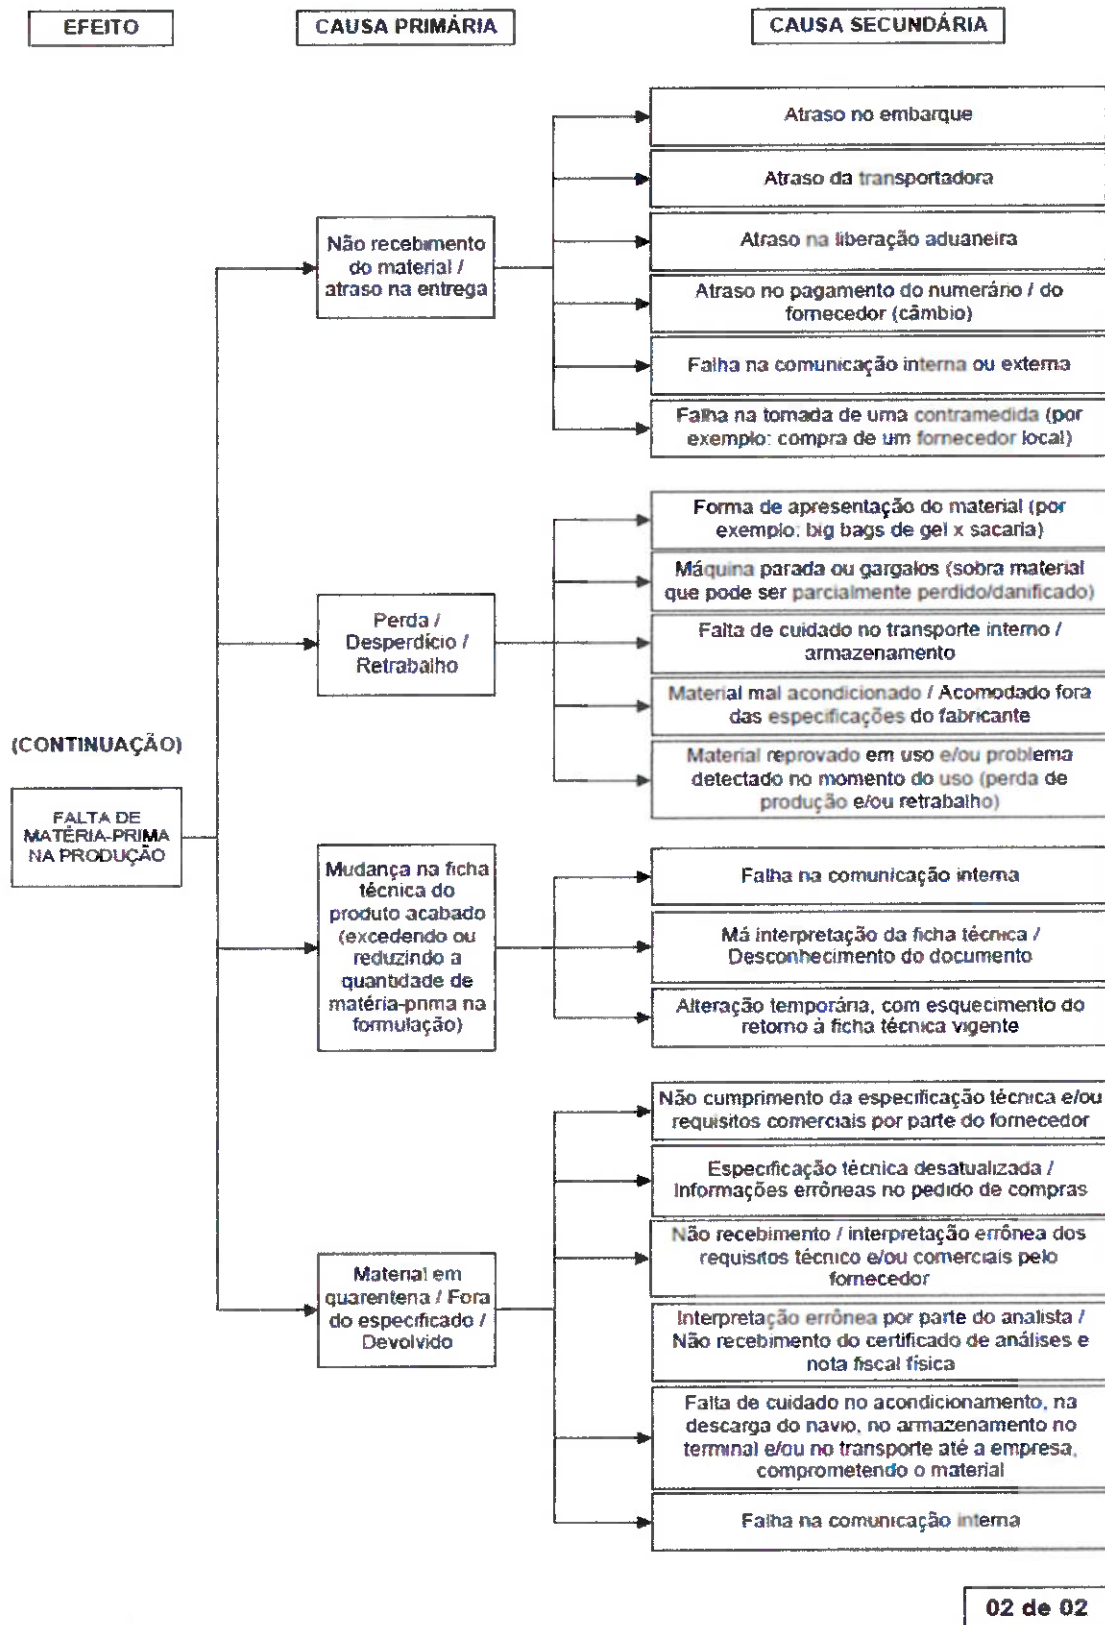 EFEITO
CAUSA PRIMÁRIA
CAUSA SECUNDÁRIA
Atraso no embarque
Atraso da transportadora
Atraso na liberação aduaneira
Atraso no pagamento do numerário / do
fornecedor (câmbio)
Falha na comunicação interna ou externa
Falha na tomada de uma contramedida (por
exemplo: compra de um fornecedor local)
Não recebimento
do material /
atraso na entrega
Forma de apresentação do material (por
exemplo: big bags de gel x sacaria)
Máquina parada ou gargalos (sobra material
que pode ser parcialmente perdido/danificado)
Falta de cuidado no transporte interno /
armazenamento
Material mal acondicionado / Acomodado fora
das especificações do fabricante
Material reprovado em uso e/ou problema
detectado no momento do uso (perda de
produção e/ou retrabalho)
Perda /
Desperdício /
Retrabalho
(CONTINUAÇÃO)
FALTA DE
MATÉRIA-PRIMA
NA PRODUÇÃO
Mudança na ficha
técnica do
produto acabado
(excedendo ou
reduzindo a
quantidade de
matéria-prima na
formulação)
Falha na comunicação interna
Má interpretação da ficha técnica /
Desconhecimento do documento
Alteração temporária, com esquecimento do
retorno à ficha técnica vigente
Não cumprimento da especificação técnica e/ou
requisitos comerciais por parte do fornecedor
Especificação técnica desatualizada /
Informações errôneas no pedido de compras
Não recebimento / interpretação errônea dos
requisitos técnico e/ou comerciais pelo
fornecedor
Material em
quarentena / Fora
do especificado /
Devolvido
Interpretação errônea por parte do analista /
Não recebimento do certificado de análises e
nota fiscal física
Falta de cuidado no acondicionamento, na
descarga do navio, no armazenamento no
terminal e/ou no transporte até a empresa,
comprometendo o material
Falha na comunicação interna
02 de 02